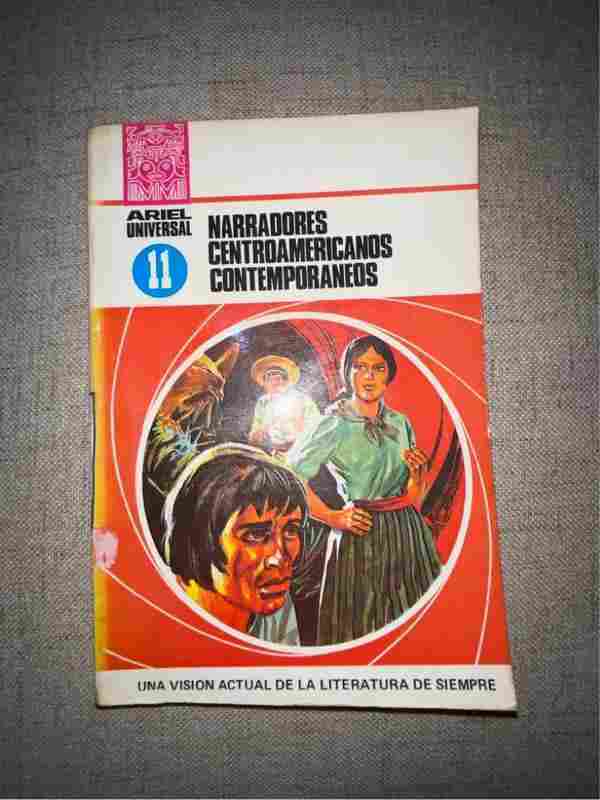 ARIEL
UNIVERSAL
11
NARRADORES
CENTROAMERICANOS
CONTEMPORANEOS
UNA VISION ACTUAL DE LA LITERATURA DE SIEMPRE